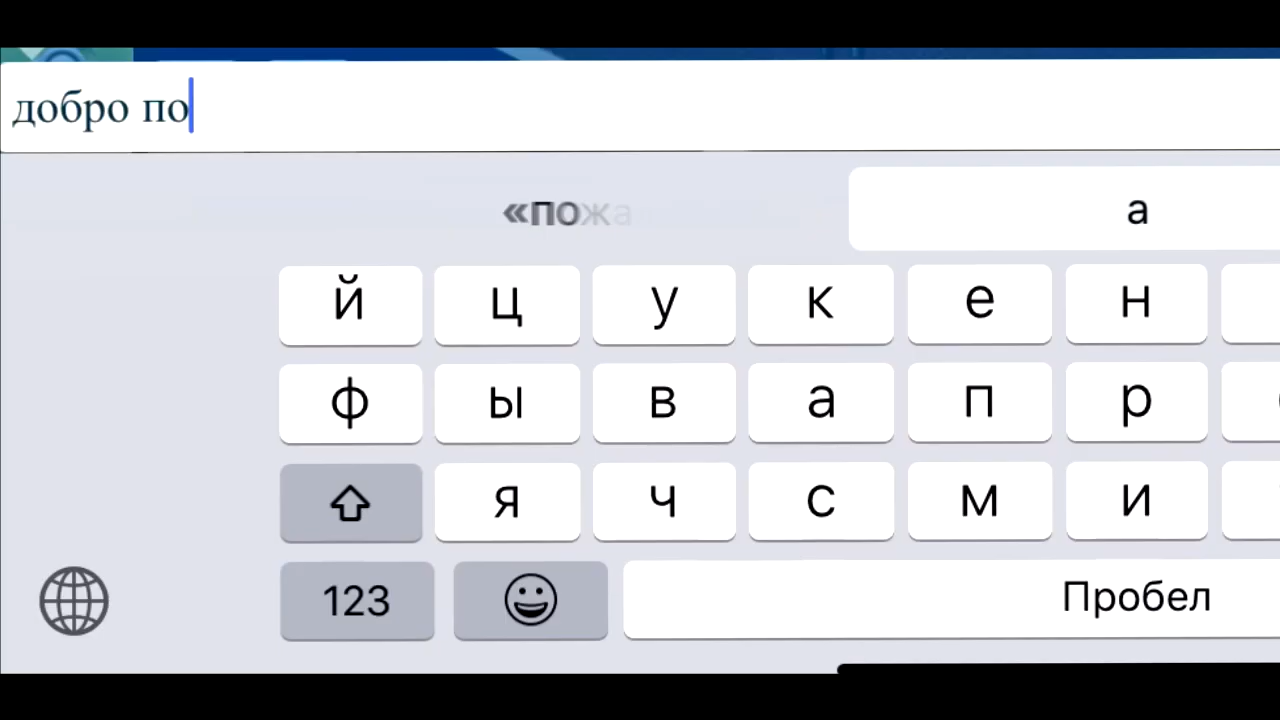 добро по
«пожа
а
й ц у к е н
ф ы в а п р
я ч с м и
123 Пробел